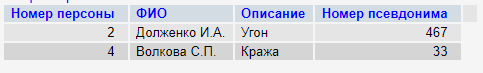 Номер персоны ФИО Описание Номер псевдонима
2 Долженко И.А. Угон 467
4 Волкова С.П. Кража 33